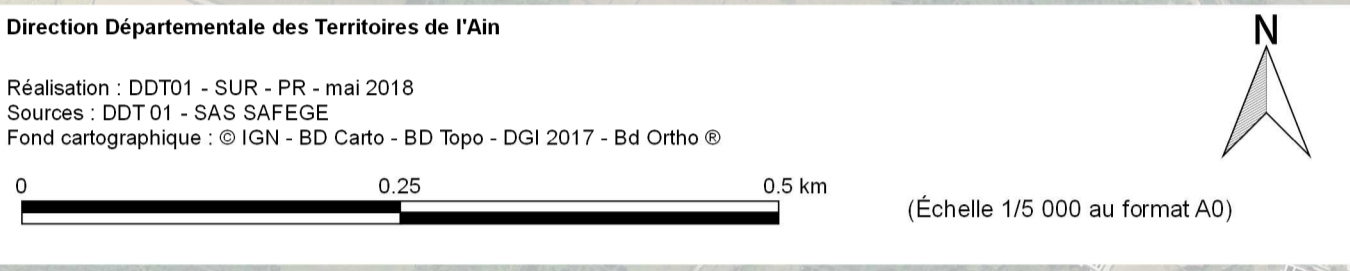 Direction Départementale des Territoires de l'Ain
N
Réalisation : DDT01 - SUR - PR - mai 2018
Sources : DDT 01 - SAS SAFEGE
Fond cartographique : © IGN - BD Carto - BD Topo - DGI 2017 - Bd Ortho ®
0 0.25 0.5 km
(Échelle 1/5 000 au format A0)